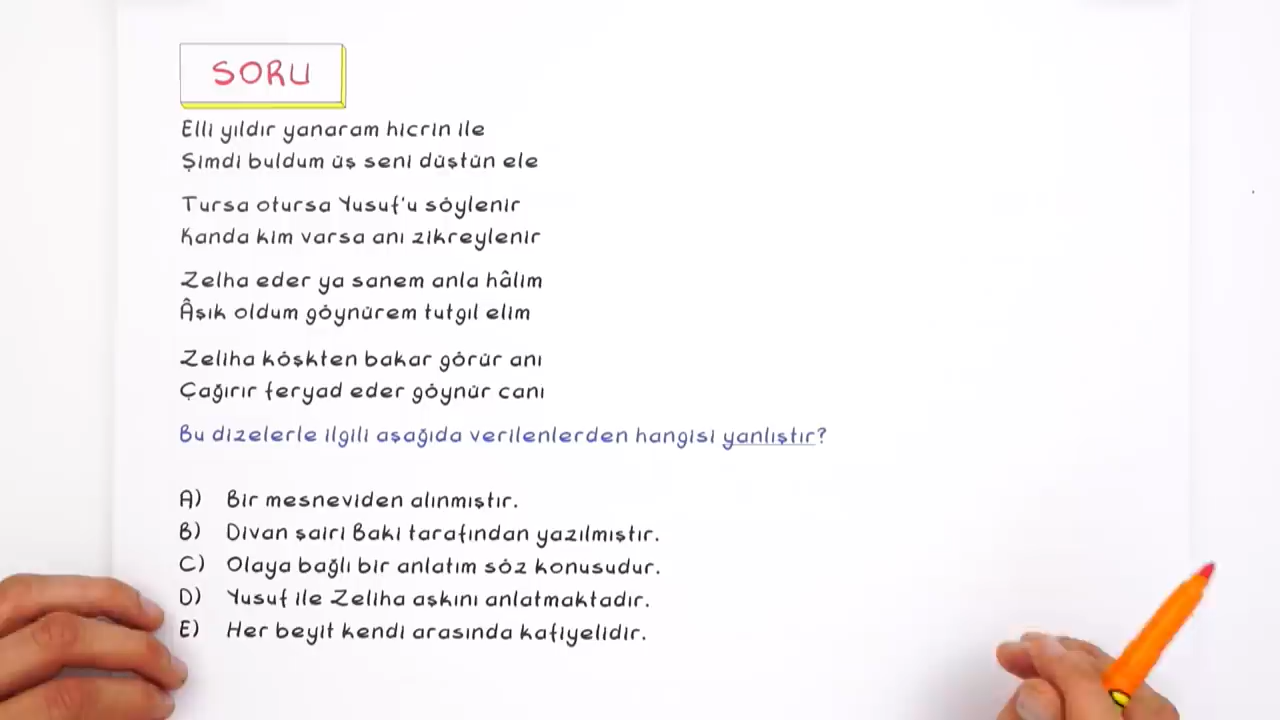 SORU
Elli yıldır yanaram hicrin ile
Şimdi buldum üş seni düştün ele
Tursa otursa Yusuf'u söylenir
Kanda kim varsa anı zikreylenir
Zelha eder ya sanem anla hâlim
Âşık oldum göynürem tutgıl elim
Zeliha köşkten bakar görür anı
Çağırır feryad eder göynür canı
Bu dizelerle ilgili aşağıda verilenlerden hangisi yanlıştır?
A) Bir mesneviden alınmıştır.
B) Divan şairi Baki tarafından yazılmıştır.
C) Olaya bağlı bir anlatım söz konusudur.
D) Yusuf ile Zeliha aşkını anlatmaktadır.
E) Her beyit kendi arasında kafiyelidir.